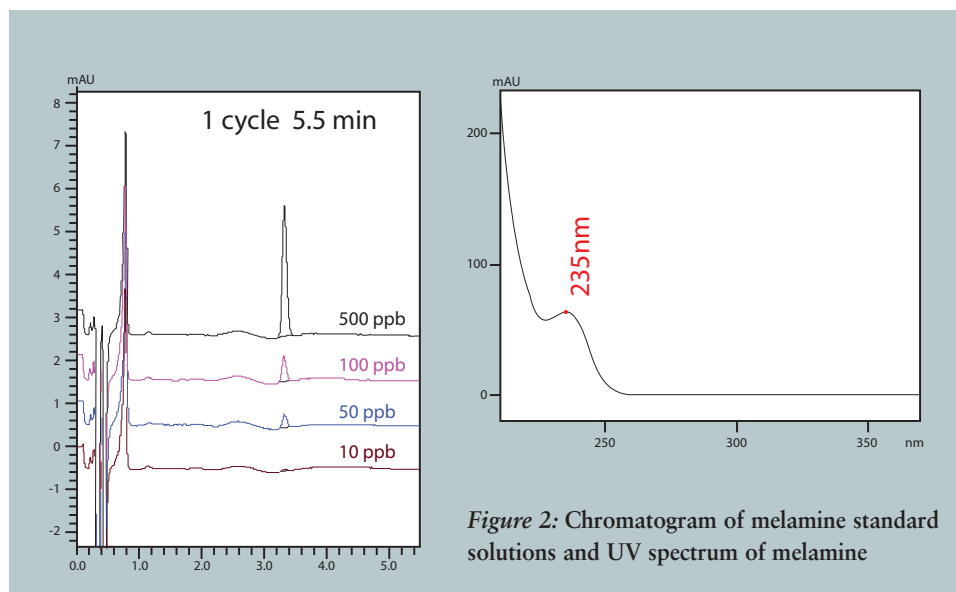 mAU
1 cycle 5.5 min
8
7
6
5
4
3
2
1
0
-1
-2
500 ppb
100 ppb
50 ppb
10 ppb
0.0 1.0 2.0 3.0 4.0 5.0
mAU
200
100
0
235nm
250 300 350 nm
Figure 2: Chromatogram of melamine standard
solutions and UV spectrum of melamine